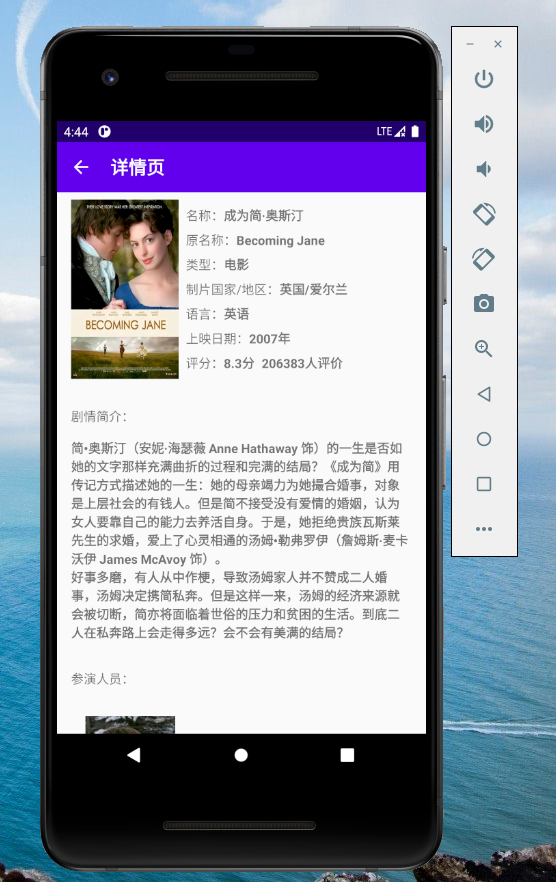 4:44
LTE
详情页
BECOMING JANE
名称：成为简·奥斯汀
原名称：Becoming Jane
类型：电影
制片国家/地区：英国/爱尔兰
语言：英语
上映日期：2007年
评分：8.3分 206383人评价
剧情简介：
简•奥斯汀（安妮·海瑟薇 Anne Hathaway 饰）的一生是否如
她的文字那样充满曲折的过程和完满的结局？《成为简》用
传记方式描述她的一生：她的母亲竭力为她撮合婚事，对象
是上层社会的有钱人。但是简不接受没有爱情的婚姻，认为
女人要靠自己的能力去养活自身。于是，她拒绝贵族瓦斯莱
先生的求婚，爱上了心灵相通的汤姆•勒弗罗伊（詹姆斯·麦卡
沃伊 James McAvoy 饰）。
好事多磨，有人从中作梗，导致汤姆家人并不赞成二人婚
事，汤姆决定携简私奔。但是这样一来，汤姆的经济来源就
会被切断，简亦将面临着世俗的压力和贫困的生活。到底二
人在私奔路上会走得多远？会不会有美满的结局？
参演人员：